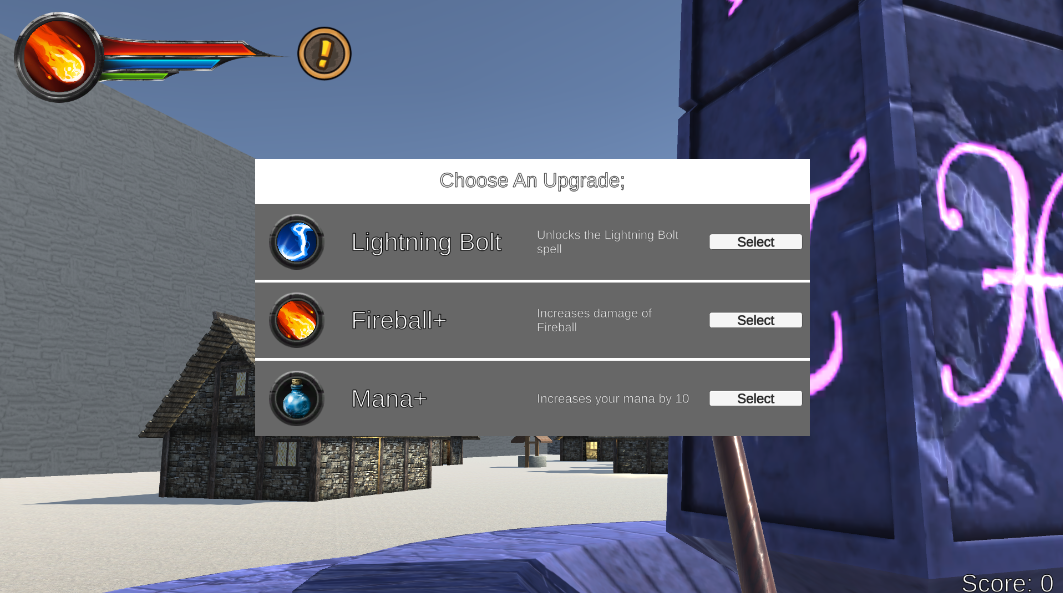 Choose An Upgrade;
Lightning Bolt
Unlocks the Lightning Bolt
spell
Select
Fireball+
Increases damage of
Fireball
Select
Mana+
Increases your mana by 10
Select
Score: 0